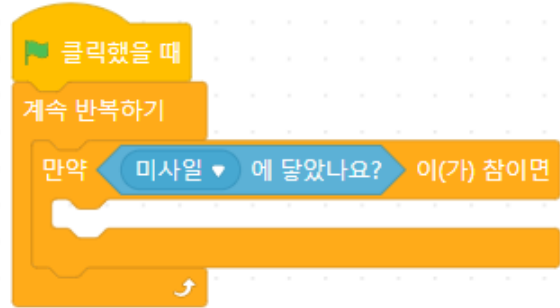 클릭했을 때
계속 반복하기
만약 미사일 에 닿았나요? 이(가) 참이면